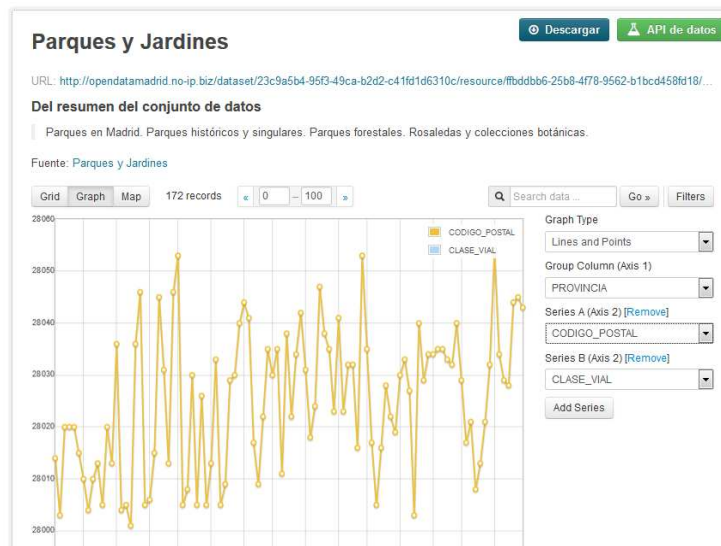 Parques y Jardines
Descargar
API de datos
URL: http://opendatamadrid.no-ip.biz/dataset/23c9a5b4-95f3-49ca-b2d2-c41fd1d6310c/resource/ffbddbb6-25b8-4f78-9562-b1bcd458fd18/...
Del resumen del conjunto de datos
Parques en Madrid. Parques históricos y singulares. Parques forestales. Rosaledas y colecciones botánicas.
Fuente: Parques y Jardines
Grid Graph Map 172 records « 0 – 100 » Search data ... Go » Filters
28060
28050
28040
28030
28020
28010
28000
CODIGO_POSTAL
CLASE_VIAL
Graph Type
Lines and Points
Group Column (Axis 1)
PROVINCIA
Series A (Axis 2) [Remove]
CODIGO_POSTAL
Series B (Axis 2) [Remove]
CLASE_VIAL
Add Series